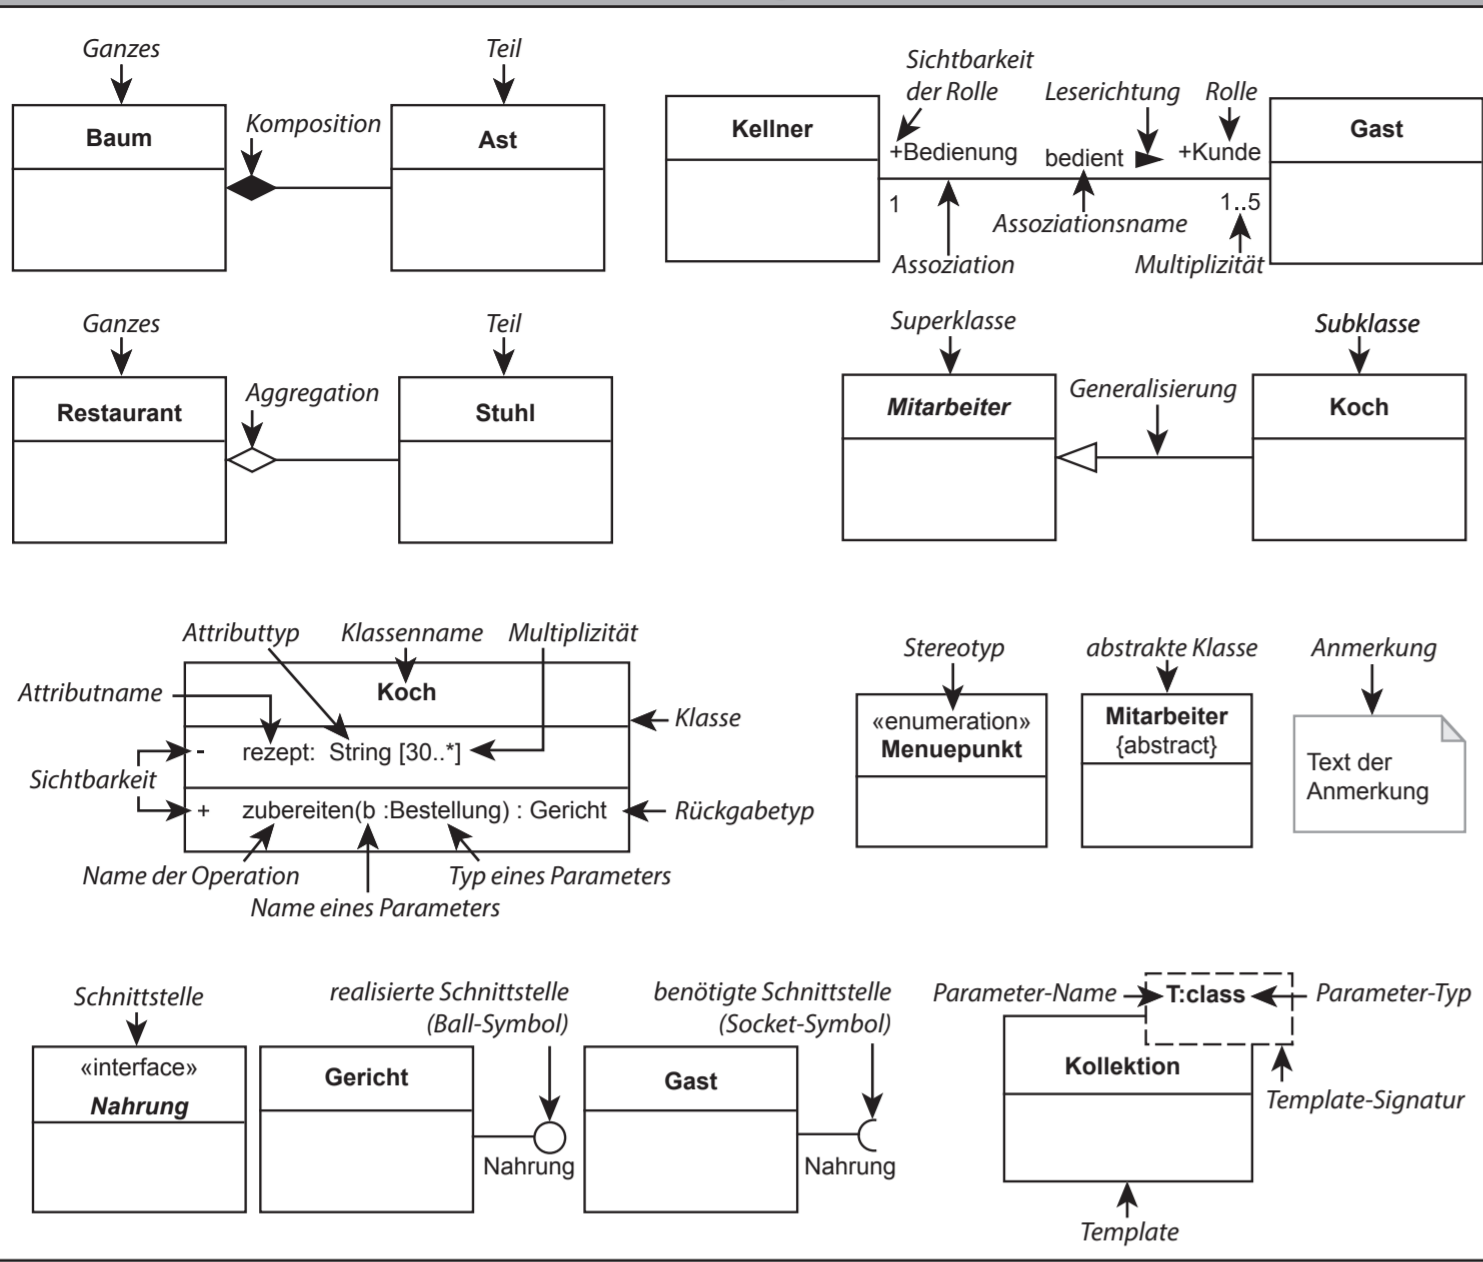 Ganzes
Teil
Baum
Komposition
Ast
Sichtbarkeit
der Rolle
Leserichtung
Rolle
Kellner
+Bedienung
bedient
+Kunde
Gast
1
1..5
Assoziationsname
Assoziation
Multiplizität
Ganzes
Teil
Restaurant
Aggregation
Stuhl
Superklasse
Subklasse
Mitarbeiter
Generalisierung
Koch
Attributtyp
Klassenname
Multiplizität
Attributname
Koch
Klasse
- rezept: String [30..*]
Sichtbarkeit
+ zubereiten(b :Bestellung) : Gericht
Rückgabetyp
Name der Operation
Typ eines Parameters
Name eines Parameters
Stereotyp
abstrakte Klasse
Anmerkung
«enumeration»
Menuepunkt
Mitarbeiter
{abstract}
Text der
Anmerkung
Schnittstelle
«interface»
Nahrung
realisierte Schnittstelle
(Ball-Symbol)
Gericht
Nahrung
benötigte Schnittstelle
(Socket-Symbol)
Gast
Nahrung
Parameter-Name
T:class
Parameter-Typ
Kollektion
Template-Signatur
Template